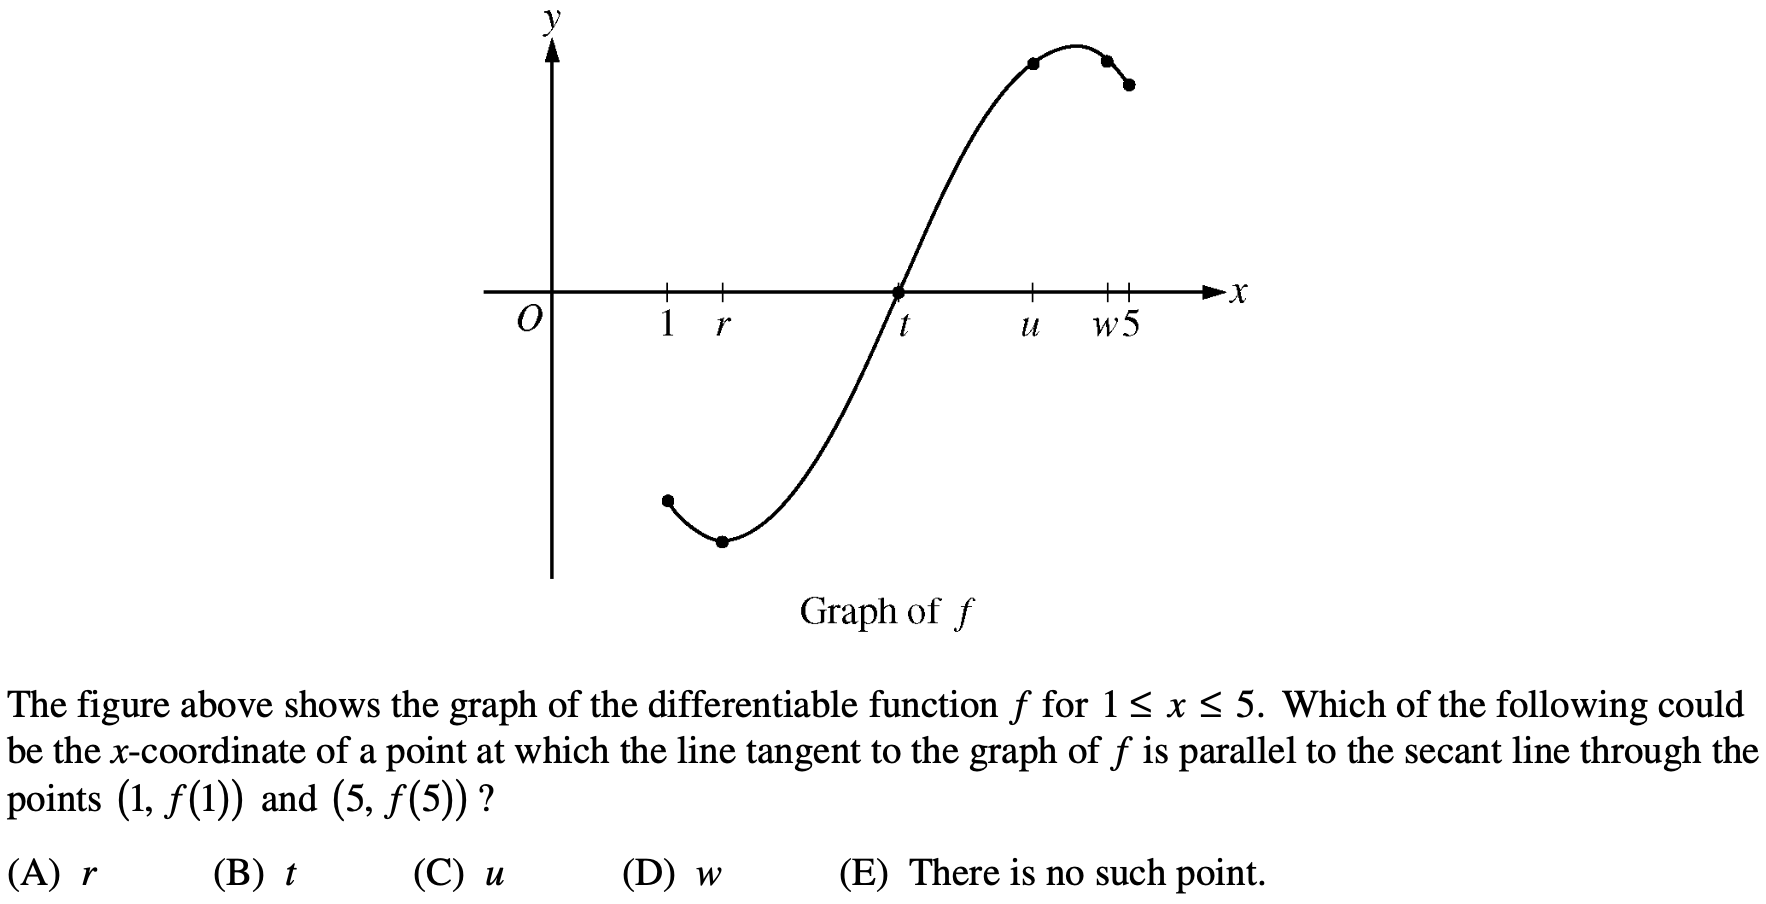 y
x
O
1 r t u w 5
Graph of f
The figure above shows the graph of the differentiable function f for 1 ≤ x ≤ 5. Which of the following could
be the x-coordinate of a point at which the line tangent to the graph of f is parallel to the secant line through the
points (1, f(1)) and (5, f(5)) ?
(A) r (B) t (C) u (D) w (E) There is no such point.